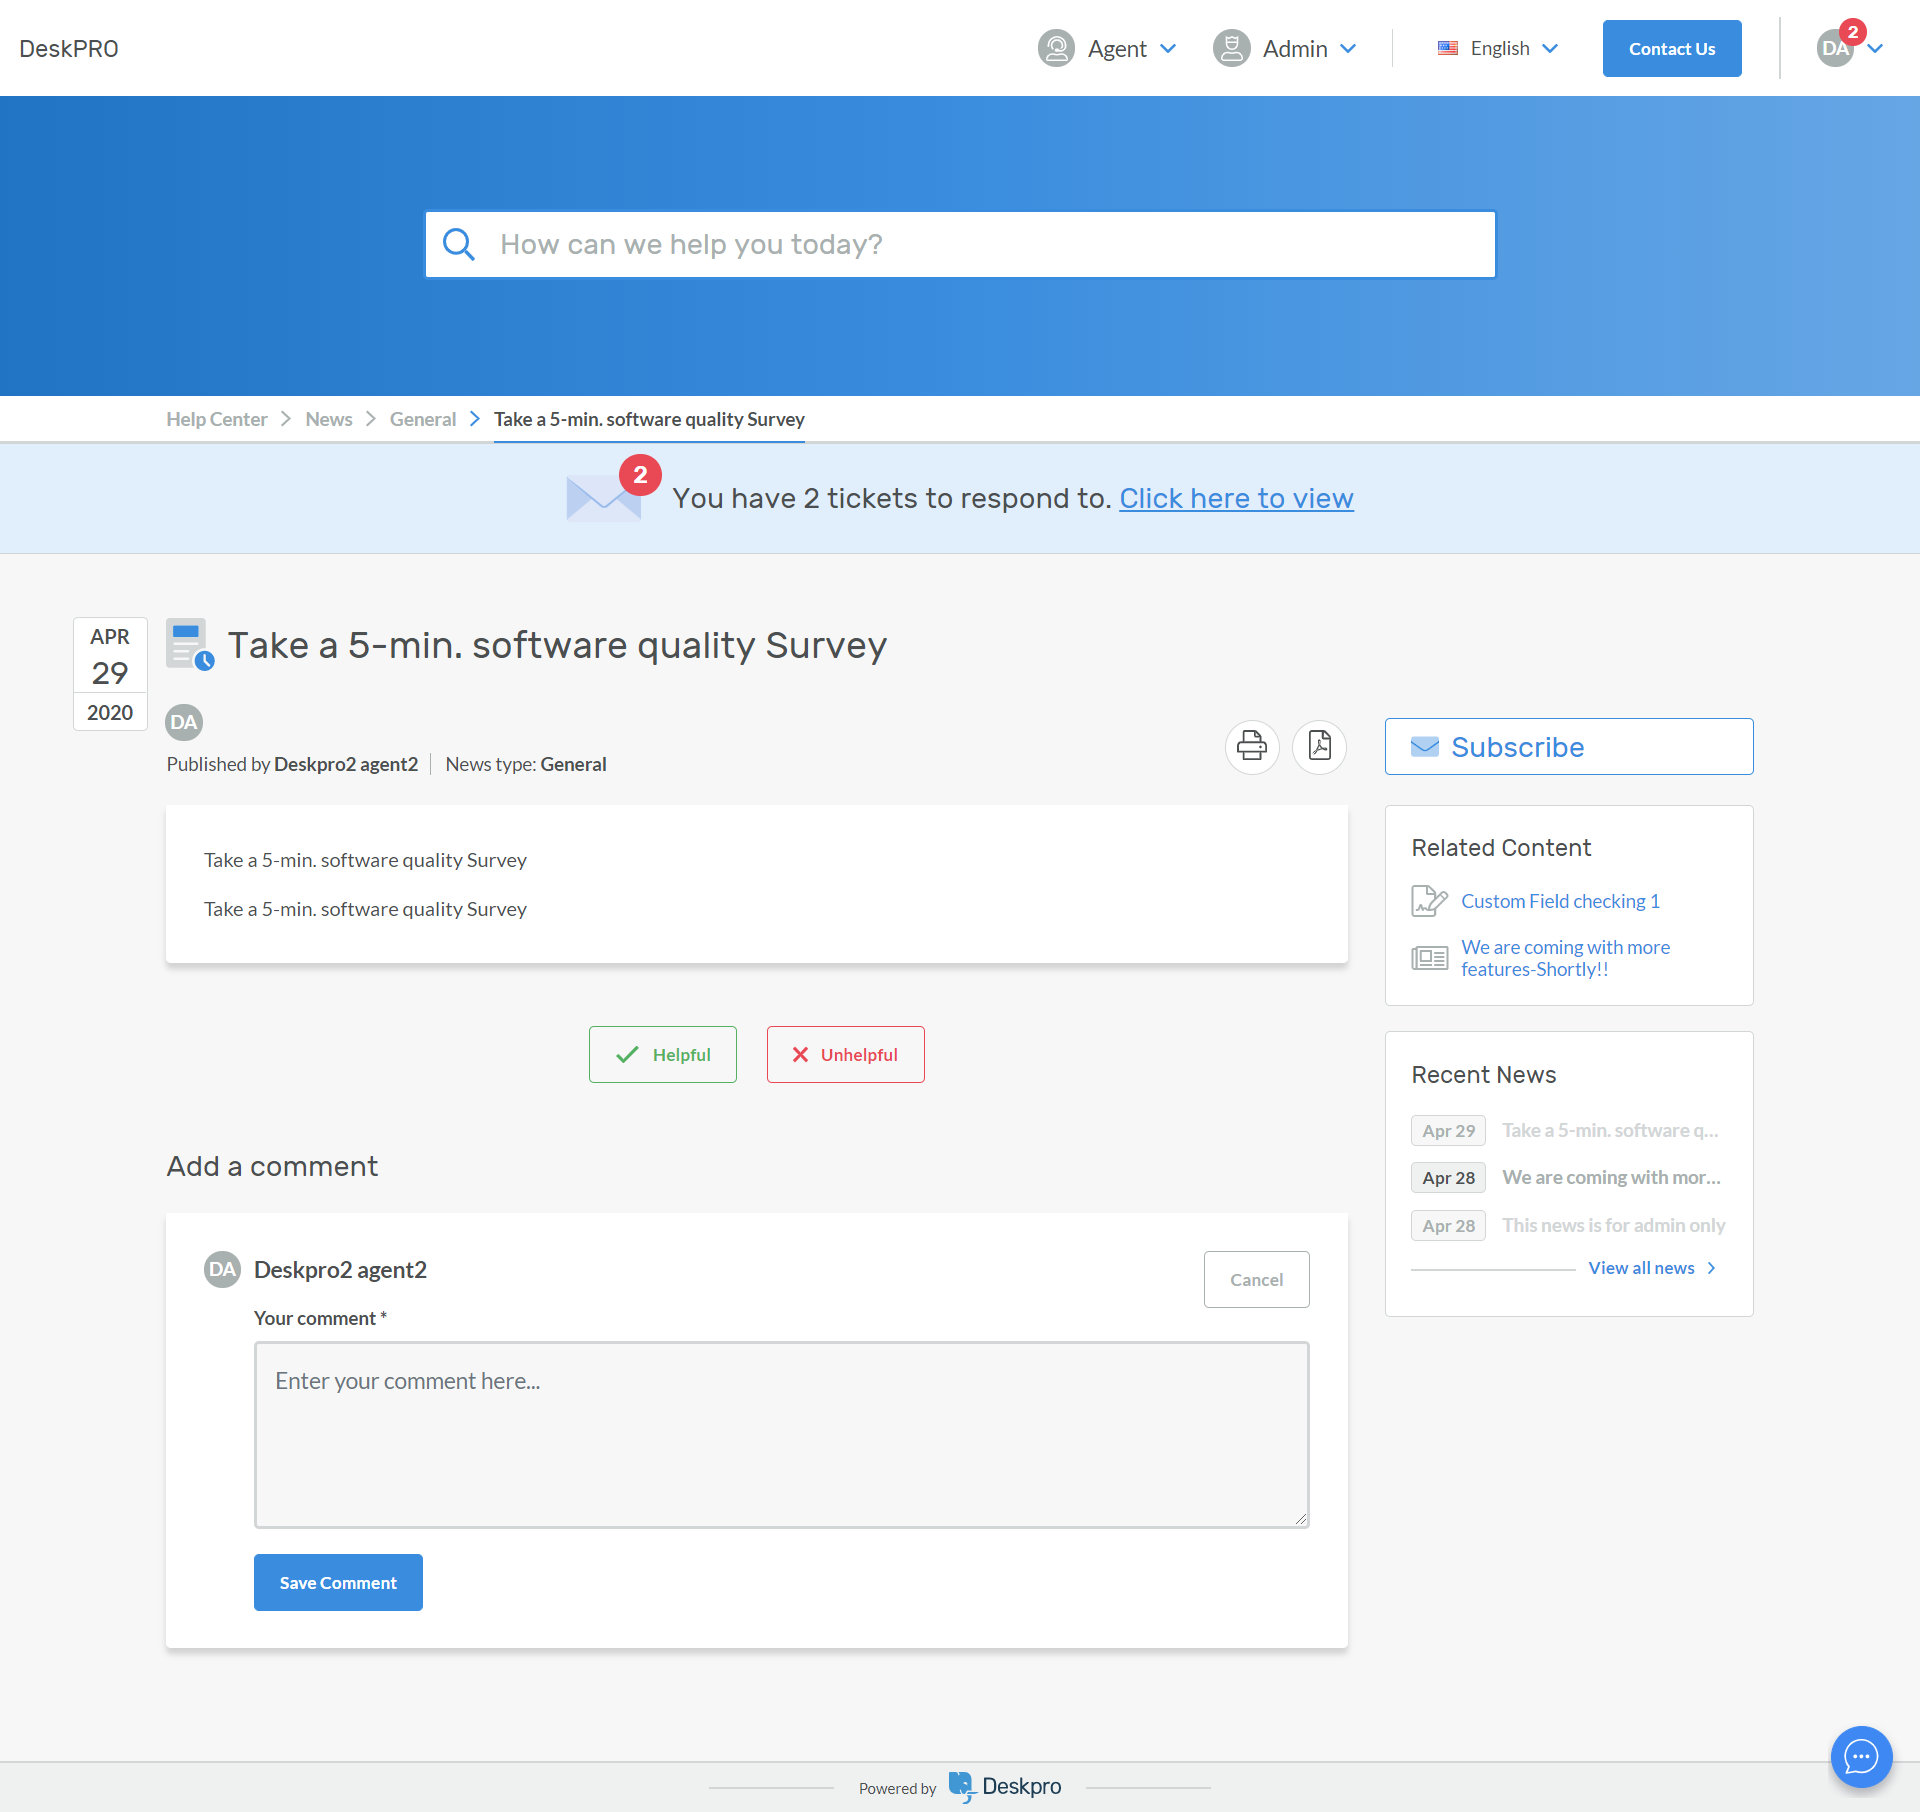 DeskPRO
Agent
Admin
English
Contact Us
DA
2
How can we help you today?
Help Center
News
General
Take a 5-min. software quality Survey
2
You have 2 tickets to respond to. Click here to view
APR
29
2020
Take a 5-min. software quality Survey
DA
Published by Deskpro2 agent2
News type: General
Subscribe
Take a 5-min. software quality Survey
Take a 5-min. software quality Survey
Related Content
Custom Field checking 1
We are coming with more
features-Shortly!!
Helpful
Unhelpful
Recent News
Apr 29 Take a 5-min. software q...
Apr 28 We are coming with mor...
Apr 28 This news is for admin only
View all news
Add a comment
DA
Deskpro2 agent2
Cancel
Your comment *
Enter your comment here...
Save Comment
Powered by Deskpro